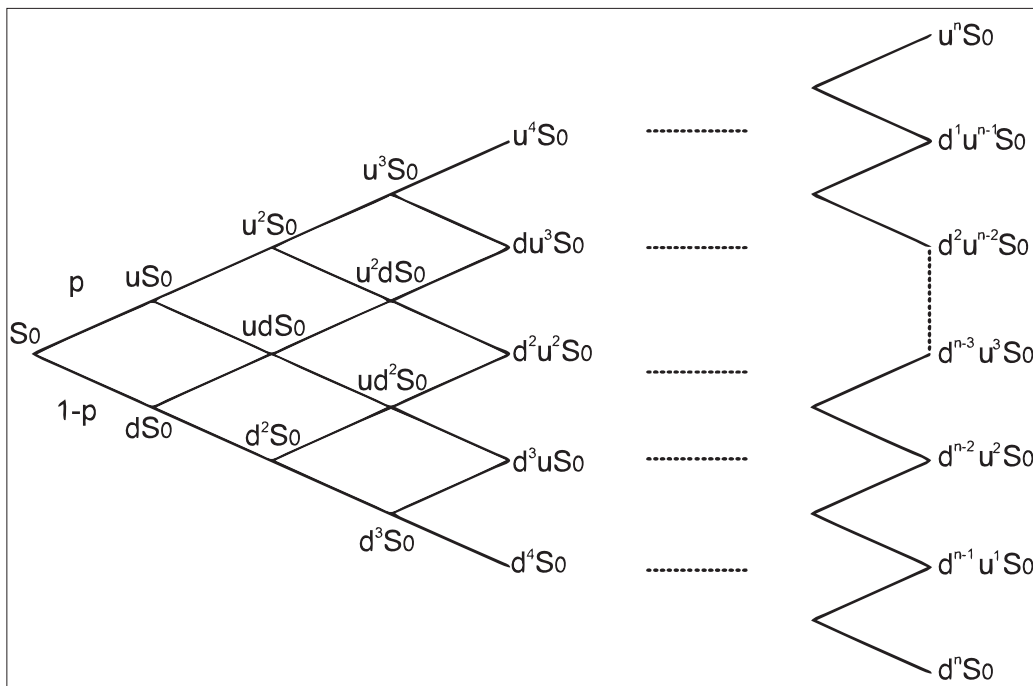 uⁿS₀
u⁴S₀
d¹uⁿ⁻¹S₀
u³S₀
u²S₀
du³S₀
d²uⁿ⁻²S₀
p
uS₀
u²dS₀
S₀
udS₀
d²u²S₀
dⁿ⁻³u³S₀
ud²S₀
1-p
dS₀
d²S₀
d³uS₀
dⁿ⁻²u²S₀
d³S₀
d⁴S₀
dⁿ⁻¹u¹S₀
dⁿS₀